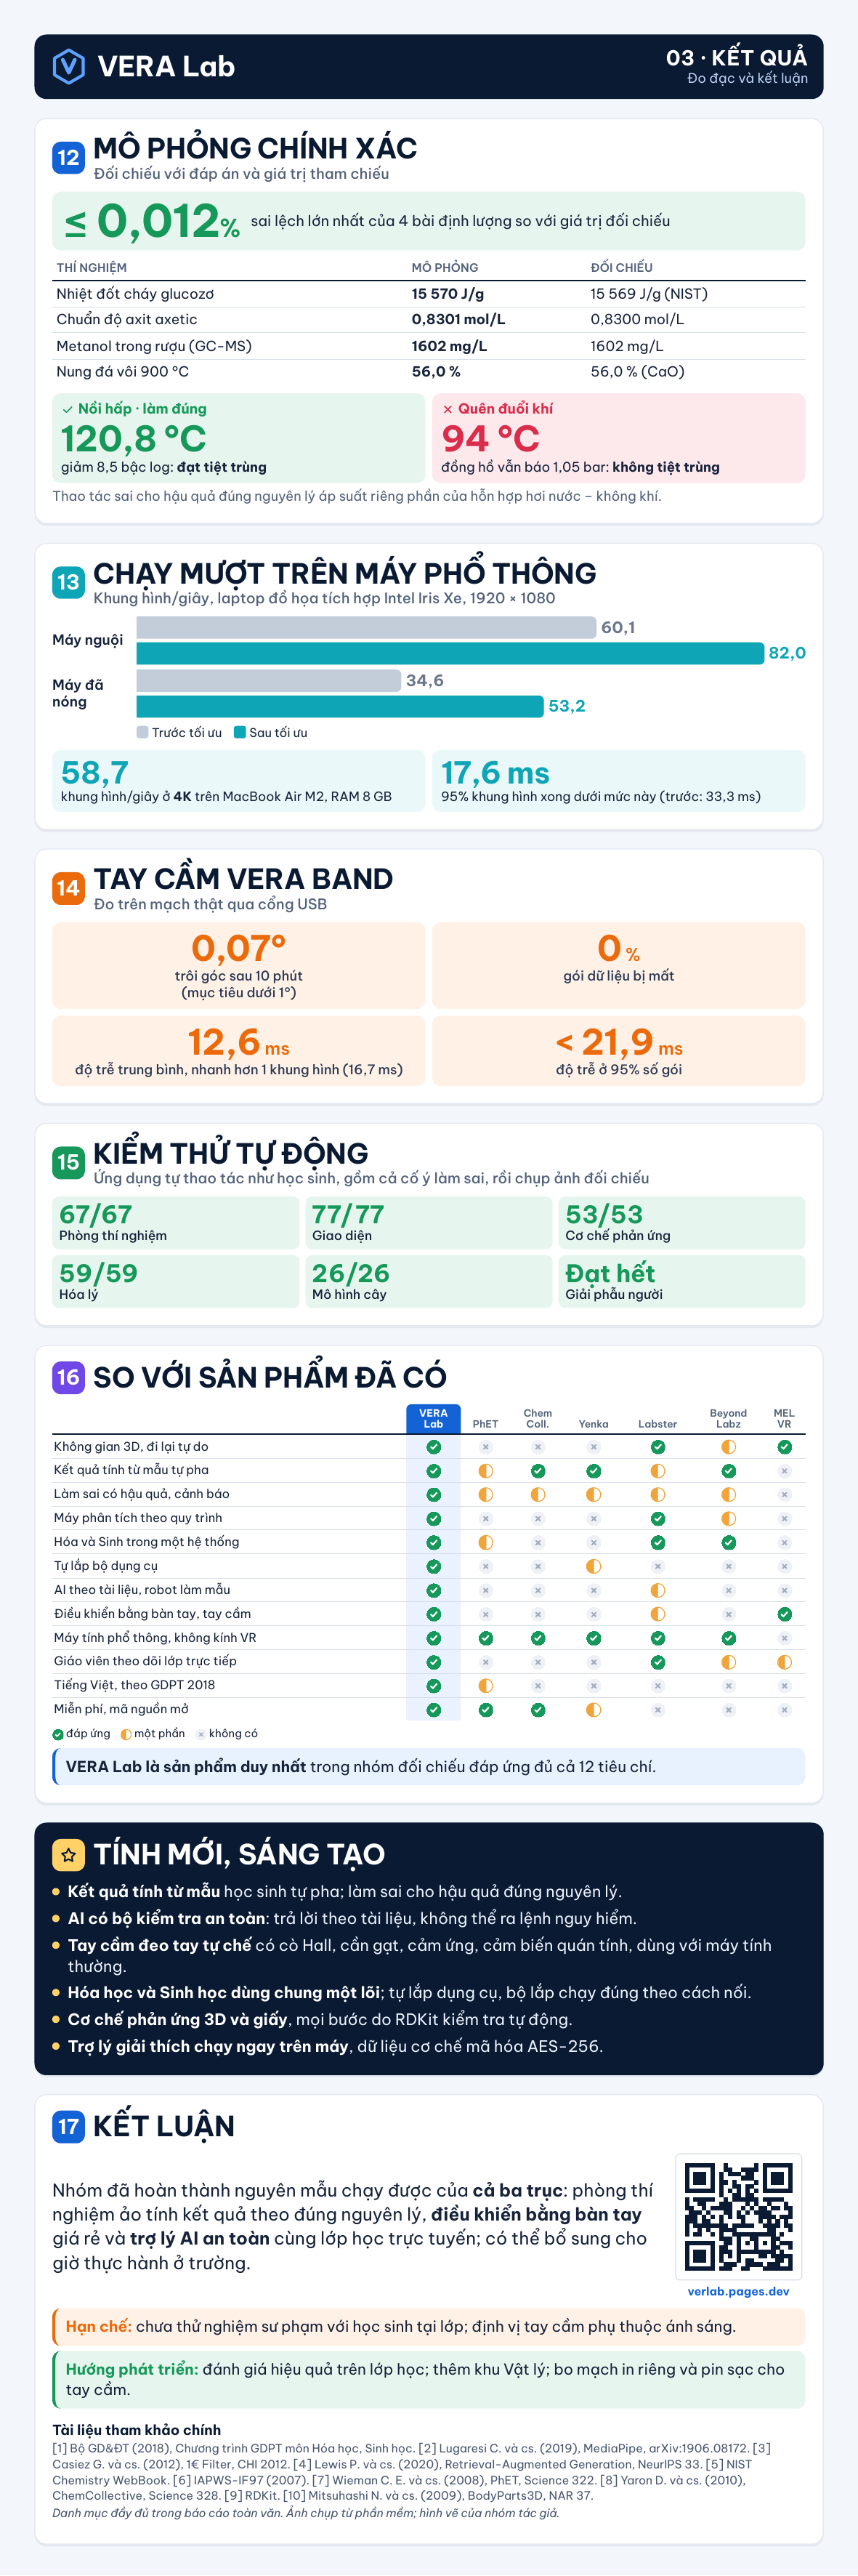 VERA Lab
03 · KẾT QUẢ
Đo đạc và kết luận
12 MÔ PHỎNG CHÍNH XÁC
Đối chiếu với đáp án và giá trị tham chiếu
≤ 0,012% sai lệch lớn nhất của 4 bài định lượng so với giá trị đối chiếu
THÍ NGHIỆM MÔ PHỎNG ĐỐI CHIẾU
Nhiệt đốt cháy glucozơ 15 570 J/g 15 569 J/g (NIST)
Chuẩn độ axit axetic 0,8301 mol/L 0,8300 mol/L
Metanol trong rượu (GC-MS) 1602 mg/L 1602 mg/L
Nung đá vôi 900 °C 56,0 % 56,0 % (CaO)
Nồi hấp · làm đúng
120,8 °C
giảm 8,5 bậc log: đạt tiệt trùng
Quên đuổi khí
94 °C
đồng hồ vẫn báo 1,05 bar: không tiệt trùng
Thao tác sai cho hậu quả đúng nguyên lý áp suất riêng phần của hỗn hợp hơi nước – không khí.
13 CHẠY MƯỢT TRÊN MÁY PHỔ THÔNG
Khung hình/giây, laptop đồ họa tích hợp Intel Iris Xe, 1920 × 1080
Máy nguội
60,1
82,0
Máy đã
nóng
34,6
53,2
Trước tối ưu Sau tối ưu
58,7
khung hình/giây ở 4K trên MacBook Air M2, RAM 8 GB
17,6 ms
95% khung hình xong dưới mức này (trước: 33,3 ms)
14 TAY CẦM VERA BAND
Đo trên mạch thật qua cổng USB
0,07°
trôi góc sau 10 phút
(mục tiêu dưới 1°)
0 %
gói dữ liệu bị mất
12,6 ms
độ trễ trung bình, nhanh hơn 1 khung hình (16,7 ms)
< 21,9 ms
độ trễ ở 95% số gói
15 KIỂM THỬ TỰ ĐỘNG
Ứng dụng tự thao tác như học sinh, gồm cả cố ý làm sai, rồi chụp ảnh đối chiếu
67/67
Phòng thí nghiệm
77/77
Giao diện
53/53
Cơ chế phản ứng
59/59
Hóa lý
26/26
Mô hình cây
Đạt hết
Giải phẫu người
16 SO VỚI SẢN PHẨM ĐÃ CÓ
VERA Lab PhET Chem Coll. Yenka Labster Beyond Labz MEL VR
Không gian 3D, đi lại tự do
Kết quả tính từ mẫu tự pha
Làm sai có hậu quả, cảnh báo
Máy phân tích theo quy trình
Hóa và Sinh trong một hệ thống
Tự lắp bộ dụng cụ
AI theo tài liệu, robot làm mẫu
Điều khiển bằng bàn tay, tay cầm
Máy tính phổ thông, không kính VR
Giáo viên theo dõi lớp trực tiếp
Tiếng Việt, theo GDPT 2018
Miễn phí, mã nguồn mở
đáp ứng một phần không có
VERA Lab là sản phẩm duy nhất trong nhóm đối chiếu đáp ứng đủ cả 12 tiêu chí.
TÍNH MỚI, SÁNG TẠO
Kết quả tính từ mẫu học sinh tự pha; làm sai cho hậu quả đúng nguyên lý.
AI có bộ kiểm tra an toàn: trả lời theo tài liệu, không thể ra lệnh nguy hiểm.
Tay cầm đeo tay tự chế có cò Hall, cần gạt, cảm ứng, cảm biến quán tính, dùng với máy tính
thường.
Hóa học và Sinh học dùng chung một lõi; tự lắp dụng cụ, bộ lắp chạy đúng theo cách nối.
Cơ chế phản ứng 3D và giấy, mọi bước do RDKit kiểm tra tự động.
Trợ lý giải thích chạy ngay trên máy, dữ liệu cơ chế mã hóa AES-256.
17 KẾT LUẬN
Nhóm đã hoàn thành nguyên mẫu chạy được của cả ba trục: phòng thí
nghiệm ảo tính kết quả theo đúng nguyên lý, điều khiển bằng bàn tay
giá rẻ và trợ lý AI an toàn cùng lớp học trực tuyến; có thể bổ sung cho
giờ thực hành ở trường.
verlab.pages.dev
Hạn chế: chưa thử nghiệm sư phạm với học sinh tại lớp; định vị tay cầm phụ thuộc ánh sáng.
Hướng phát triển: đánh giá hiệu quả trên lớp học; thêm khu Vật lý; bo mạch in riêng và pin sạc cho
tay cầm.
Tài liệu tham khảo chính
[1] Bộ GD&ĐT (2018), Chương trình GDPT môn Hóa học, Sinh học. [2] Lugaresi C. và cs. (2019), MediaPipe, arXiv:1906.08172. [3]
Casiez G. và cs. (2012), 1€ Filter, CHI 2012. [4] Lewis P. và cs. (2020), Retrieval-Augmented Generation, NeurIPS 33. [5] NIST
Chemistry WebBook. [6] IAPWS-IF97 (2007). [7] Wieman C. E. và cs. (2008), PhET, Science 322. [8] Yaron D. và cs. (2010),
ChemCollective, Science 328. [9] RDKit. [10] Mitsuhashi N. và cs. (2009), BodyParts3D, NAR 37.
Danh mục đầy đủ trong báo cáo toàn văn. Ảnh chụp từ phần mềm; hình vẽ của nhóm tác giả.